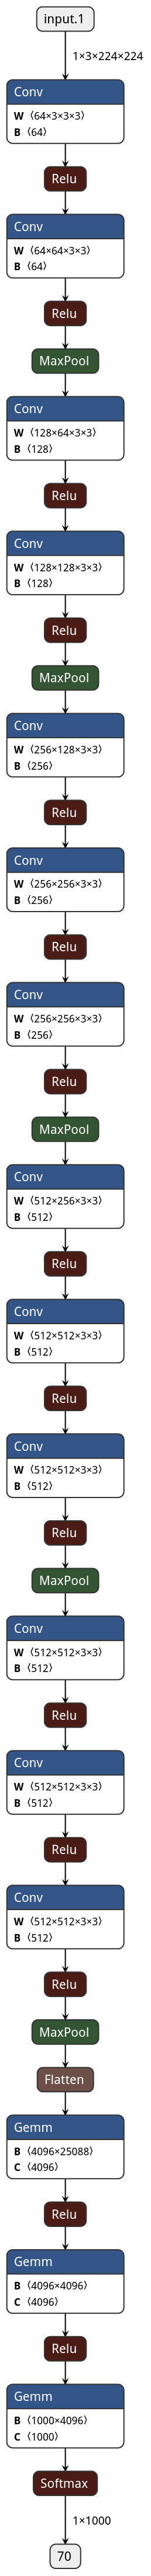 input.1
1×3×224×224
Conv
W ⟨64×3×3×3⟩
B ⟨64⟩
Relu
Conv
W ⟨64×64×3×3⟩
B ⟨64⟩
Relu
MaxPool
Conv
W ⟨128×64×3×3⟩
B ⟨128⟩
Relu
Conv
W ⟨128×128×3×3⟩
B ⟨128⟩
Relu
MaxPool
Conv
W ⟨256×128×3×3⟩
B ⟨256⟩
Relu
Conv
W ⟨256×256×3×3⟩
B ⟨256⟩
Relu
Conv
W ⟨256×256×3×3⟩
B ⟨256⟩
Relu
MaxPool
Conv
W ⟨512×256×3×3⟩
B ⟨512⟩
Relu
Conv
W ⟨512×512×3×3⟩
B ⟨512⟩
Relu
Conv
W ⟨512×512×3×3⟩
B ⟨512⟩
Relu
MaxPool
Conv
W ⟨512×512×3×3⟩
B ⟨512⟩
Relu
Conv
W ⟨512×512×3×3⟩
B ⟨512⟩
Relu
Conv
W ⟨512×512×3×3⟩
B ⟨512⟩
Relu
MaxPool
Flatten
Gemm
B ⟨4096×25088⟩
C ⟨4096⟩
Relu
Gemm
B ⟨4096×4096⟩
C ⟨4096⟩
Relu
Gemm
B ⟨1000×4096⟩
C ⟨1000⟩
Softmax
1×1000
70